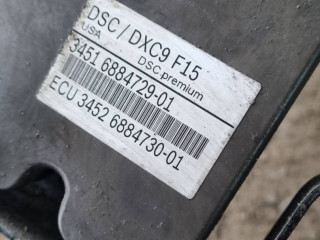 DSC / DXC9 F15
USA
DSC premium
3451 6884729-01
ECU 3452 6884730-01